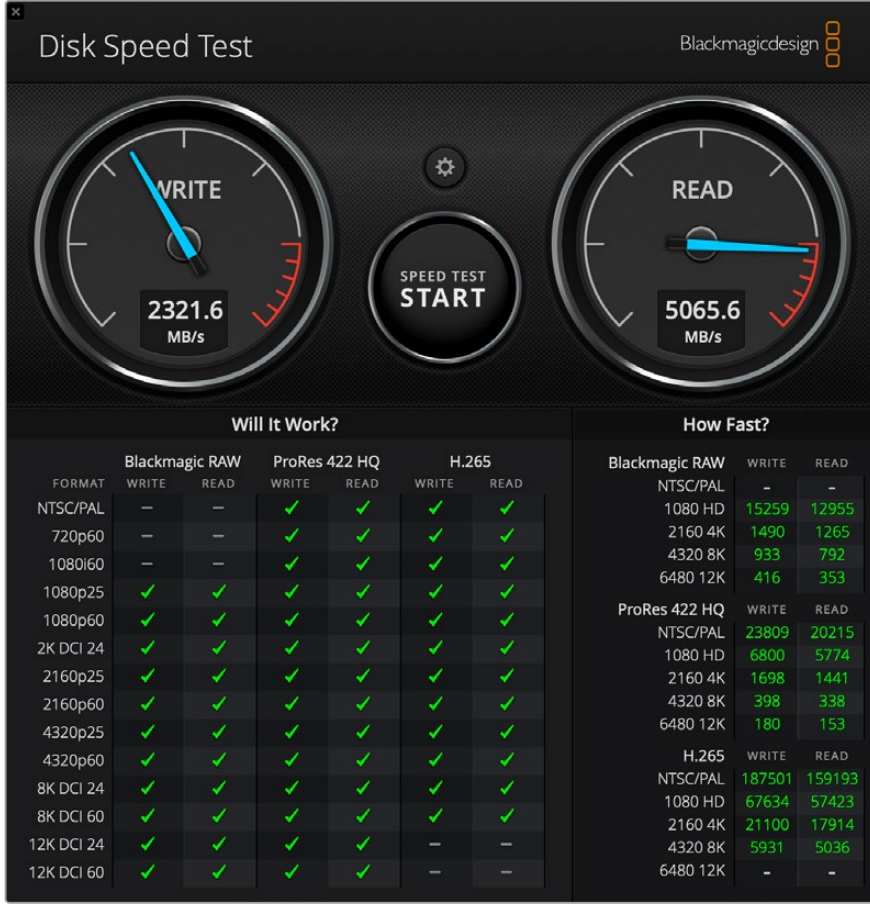 Disk Speed Test
Blackmagicdesign
WRITE
2321.6
MB/s
SPEED TEST
START
READ
5065.6
MB/s
Will It Work?
Blackmagic RAW ProRes 422 HQ H.265
FORMAT WRITE READ WRITE READ WRITE READ
NTSC/PAL – – ✓ ✓ ✓ ✓
720p60 – – ✓ ✓ ✓ ✓
1080i60 – – ✓ ✓ ✓ ✓
1080p25 ✓ ✓ ✓ ✓ ✓ ✓
1080p60 ✓ ✓ ✓ ✓ ✓ ✓
2K DCI 24 ✓ ✓ ✓ ✓ ✓ ✓
2160p25 ✓ ✓ ✓ ✓ ✓ ✓
2160p60 ✓ ✓ ✓ ✓ ✓ ✓
4320p25 ✓ ✓ ✓ ✓ ✓ ✓
4320p60 ✓ ✓ ✓ ✓ ✓ ✓
8K DCI 24 ✓ ✓ ✓ ✓ ✓ ✓
8K DCI 60 ✓ ✓ ✓ ✓ ✓ ✓
12K DCI 24 ✓ ✓ ✓ ✓ – –
12K DCI 60 ✓ ✓ ✓ ✓ – –
How Fast?
Blackmagic RAW WRITE READ
NTSC/PAL - -
1080 HD 15259 12955
2160 4K 1490 1265
4320 8K 933 792
6480 12K 416 353
ProRes 422 HQ WRITE READ
NTSC/PAL 23809 20215
1080 HD 6800 5774
2160 4K 1698 1441
4320 8K 398 338
6480 12K 180 153
H.265 WRITE READ
NTSC/PAL 187501 159193
1080 HD 67634 57423
2160 4K 21100 17914
4320 8K 5931 5036
6480 12K - -